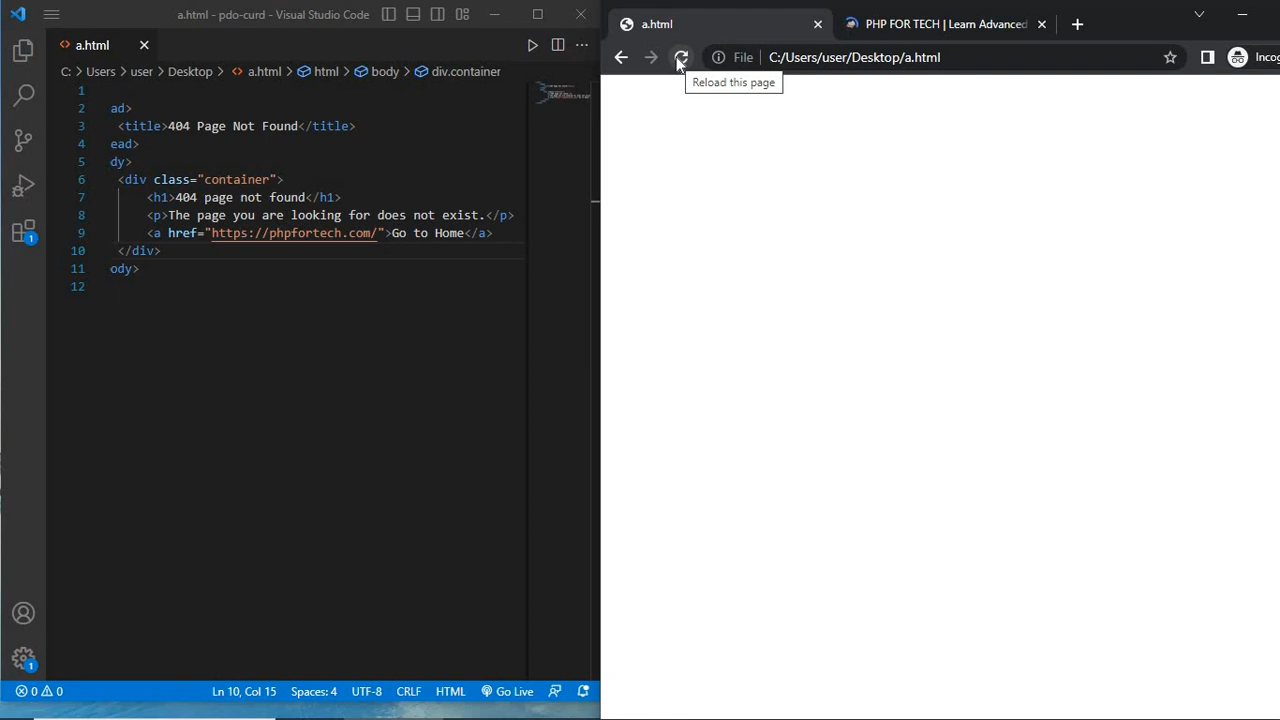 a.html - pdo-curd - Visual Studio Code
a.html
C: > Users > user > Desktop > a.html > html > body > div.container
1
2 ad>
3 <title>404 Page Not Found</title>
4 ead>
5 dy>
6 <div class="container">
7 <h1>404 page not found</h1>
8 <p>The page you are looking for does not exist.</p>
9 <a href="https://phpfortech.com/">Go to Home</a>
10 </div>
11 ody>
12
1
1
0 0
Ln 10, Col 15
Spaces: 4
UTF-8
CRLF
HTML
Go Live
a.html
PHP FOR TECH | Learn Advanced
File
C:/Users/user/Desktop/a.html
Incog
Reload this page